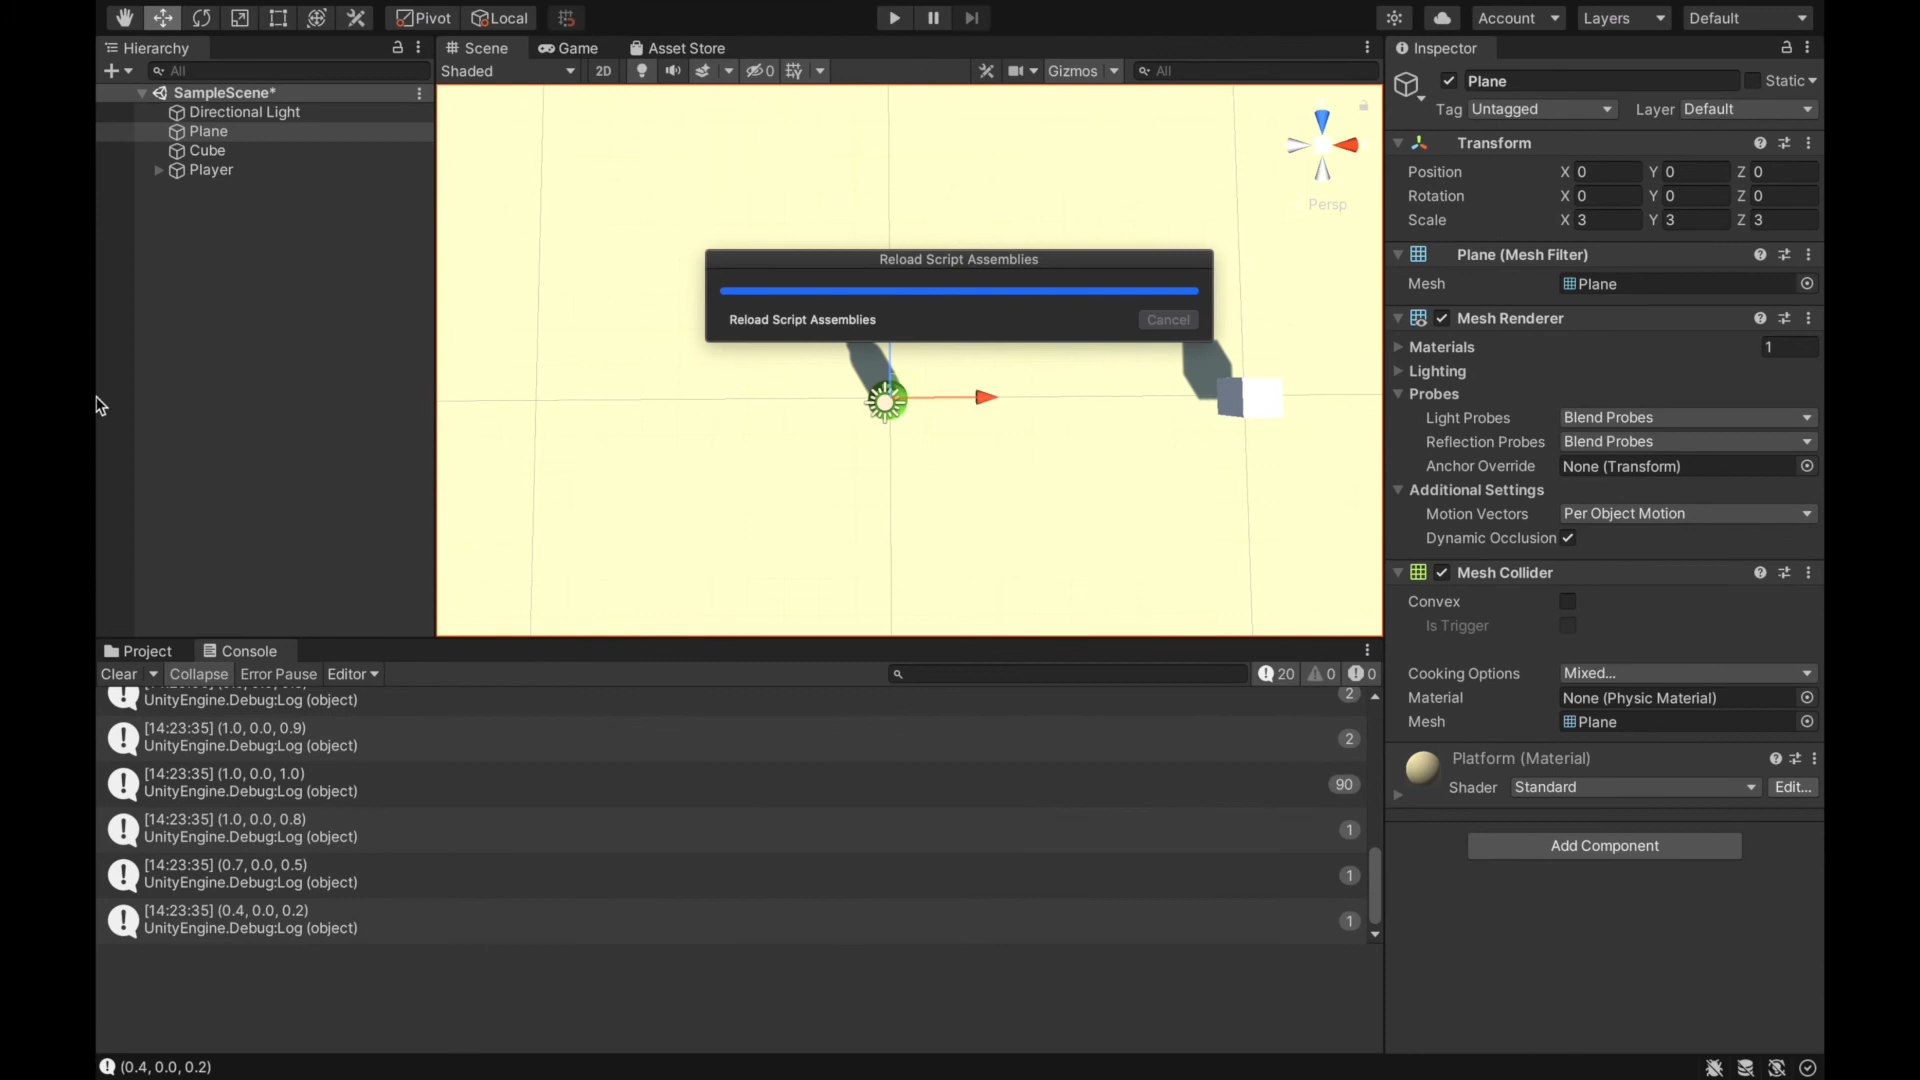 Pivot Local Account Layers Default
Hierarchy
All
SampleScene*
Directional Light
Plane
Cube
Player
Scene Game Asset Store
Shaded 2D 0 Gizmos All
Persp
Reload Script Assemblies
Reload Script Assemblies Cancel
Inspector
Plane Static
Tag Untagged Layer Default
Transform
Position X 0 Y 0 Z 0
Rotation X 0 Y 0 Z 0
Scale X 3 Y 3 Z 3
Plane (Mesh Filter)
Mesh Plane
Mesh Renderer
Materials 1
Lighting
Probes
Light Probes Blend Probes
Reflection Probes Blend Probes
Anchor Override None (Transform)
Additional Settings
Motion Vectors Per Object Motion
Dynamic Occlusion
Mesh Collider
Convex
Is Trigger
Cooking Options Mixed...
Material None (Physic Material)
Mesh Plane
Platform (Material)
Shader Standard Edit...
Add Component
Project Console
Clear Collapse Error Pause Editor 20 0 0
UnityEngine.Debug:Log (object) 2
[14:23:35] (1.0, 0.0, 0.9)
UnityEngine.Debug:Log (object) 2
[14:23:35] (1.0, 0.0, 1.0)
UnityEngine.Debug:Log (object) 90
[14:23:35] (1.0, 0.0, 0.8)
UnityEngine.Debug:Log (object) 1
[14:23:35] (0.7, 0.0, 0.5)
UnityEngine.Debug:Log (object) 1
[14:23:35] (0.4, 0.0, 0.2)
UnityEngine.Debug:Log (object) 1
(0.4, 0.0, 0.2)